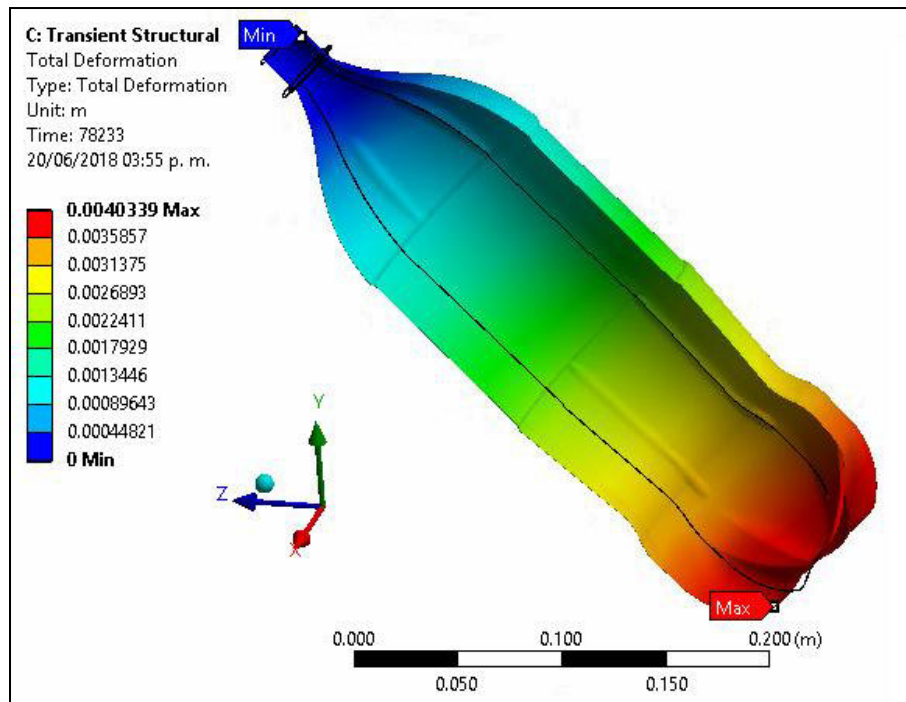 C: Transient Structural
Total Deformation
Type: Total Deformation
Unit: m
Time: 78233
20/06/2018 03:55 p. m.
0.0040339 Max
0.0035857
0.0031375
0.0026893
0.0022411
0.0017929
0.0013446
0.00089643
0.00044821
0 Min
Min
Y
Z
X
Max
0.000 0.100 0.200 (m)
0.050 0.150